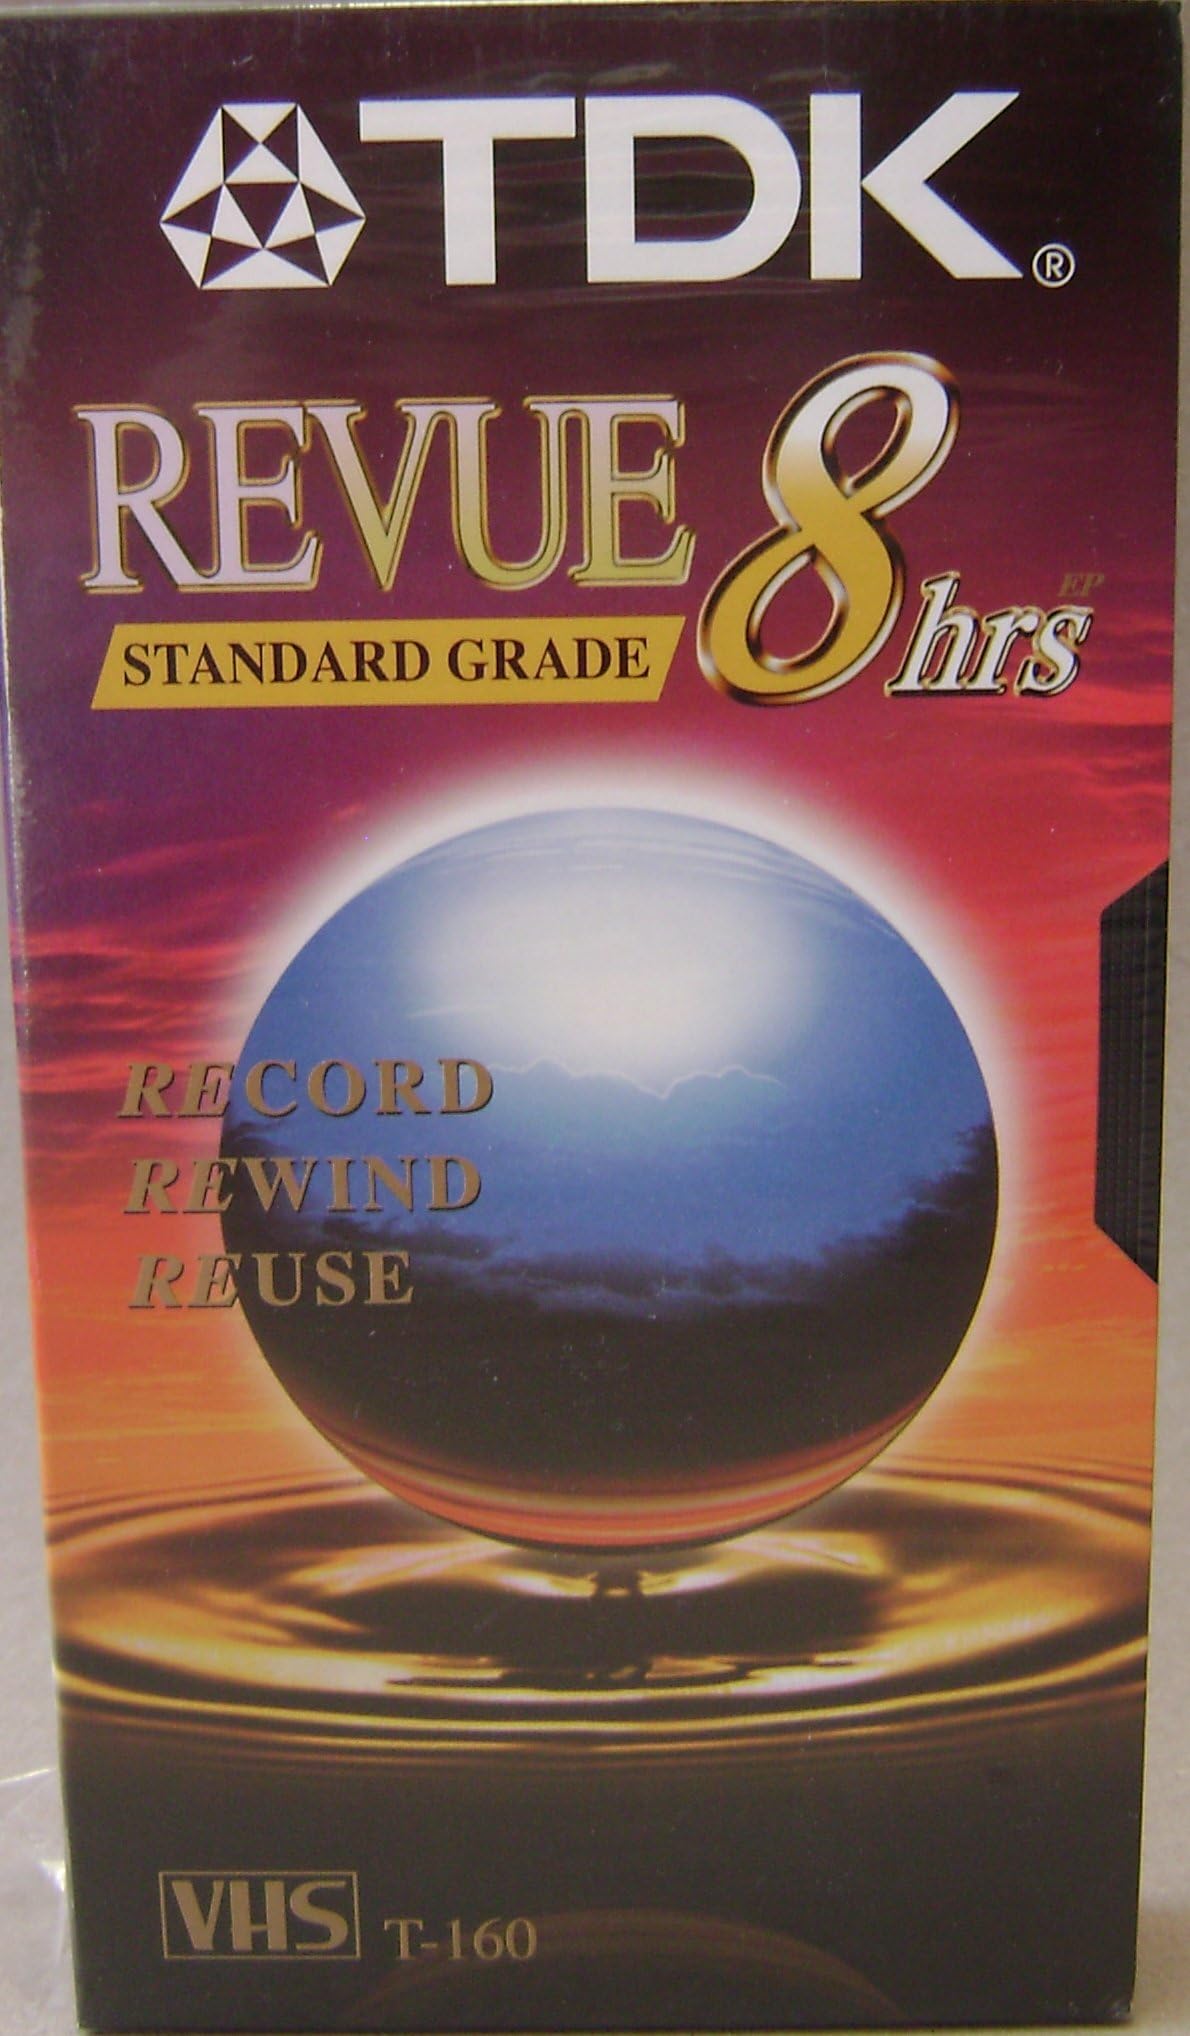 TDK®
REVUE 8 hrs EP
STANDARD GRADE
RECORD
REWIND
REUSE
VHS T-160